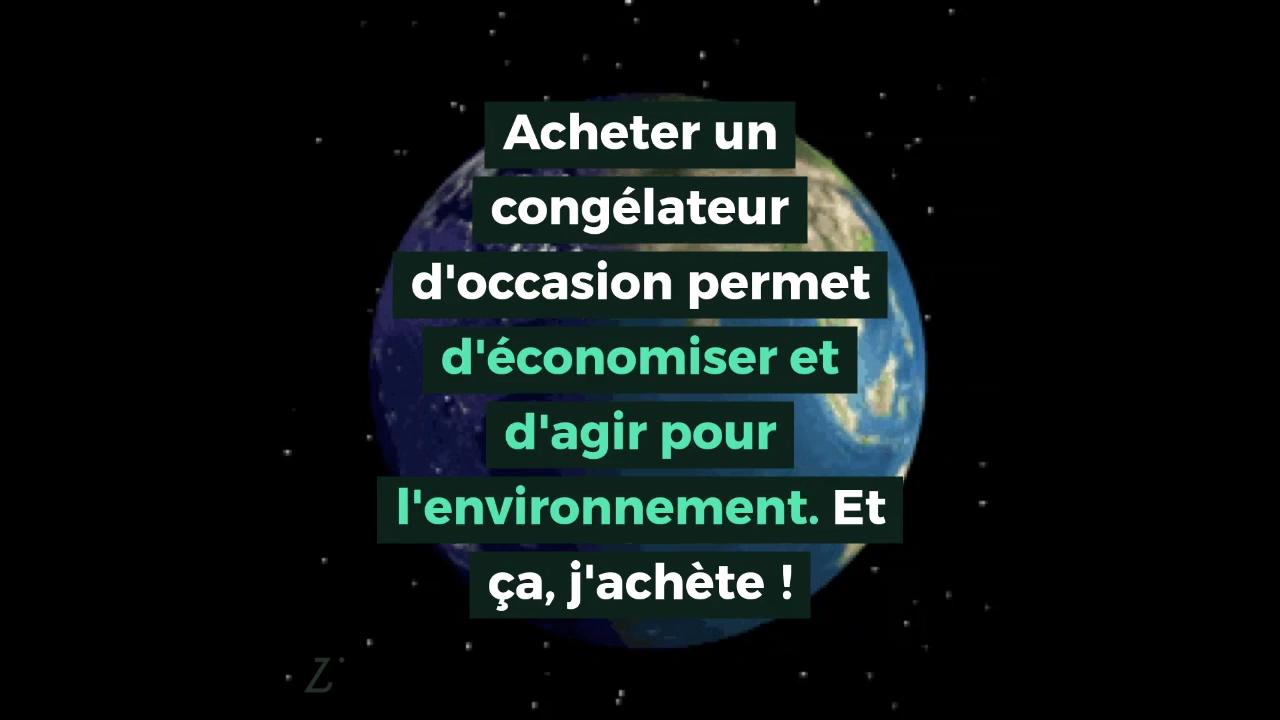 Acheter un
congélateur
d'occasion permet
d'économiser et
d'agir pour
l'environnement. Et
ça, j'achète !
Z